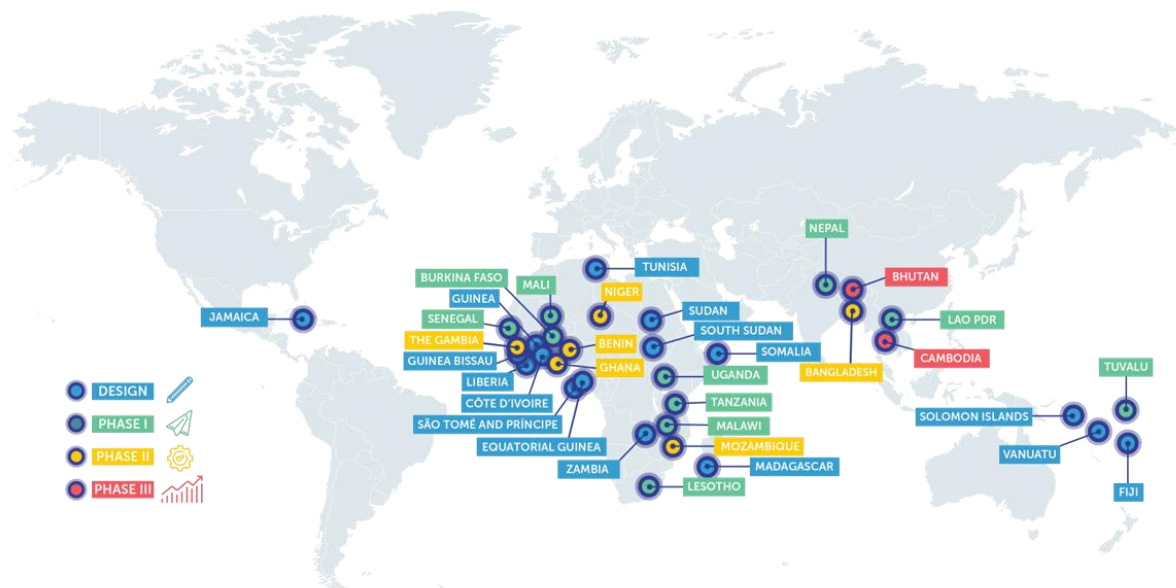 NEPAL
TUNISIA
BHUTAN
BURKINA FASO
MALI
NIGER
GUINEA
SUDAN
JAMAICA
SENEGAL
LAO PDR
SOUTH SUDAN
THE GAMBIA
BENIN
SOMALIA
CAMBODIA
GUINEA BISSAU
GHANA
BANGLADESH
TUVALU
UGANDA
LIBERIA
DESIGN
CÔTE D'IVOIRE
TANZANIA
SOLOMON ISLANDS
PHASE I
SÃO TOMÉ AND PRÍNCIPE
MALAWI
EQUATORIAL GUINEA
MOZAMBIQUE
VANUATU
PHASE II
ZAMBIA
MADAGASCAR
PHASE III
LESOTHO
FIJI